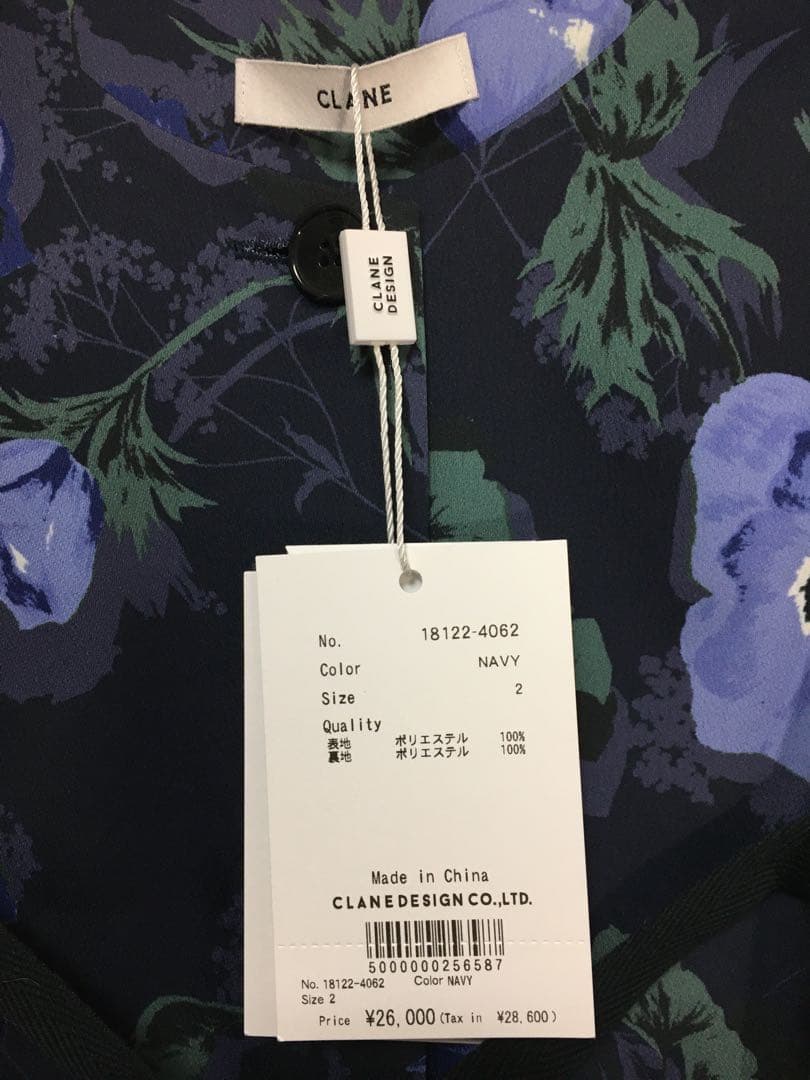 CLANE
CLANE
DESIGN
No. 18122-4062
Color NAVY
Size 2
Quality
表地 ポリエステル 100%
裏地 ポリエステル 100%
Made in China
CLANEDESIGN CO.,LTD.
5000000256587
No. 18122-4062 Color NAVY
Size 2
Price ¥26,000 (Tax in ¥28,600)